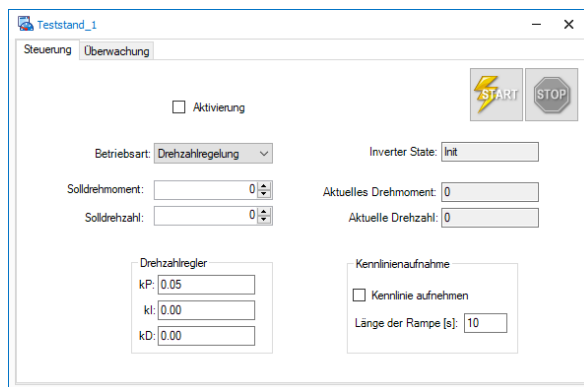 Teststand_1
Steuerung Überwachung
START STOP
Aktivierung
Betriebsart: Drehzahlregelung Inverter State: Init
Solldrehmoment: 0 Aktuelles Drehmoment: 0
Solldrehzahl: 0 Aktuelle Drehzahl: 0
Drehzahlregler Kennlinienaufnahme
kP: 0.05
Kennlinie aufnehmen
kI: 0.00
Länge der Rampe [s]: 10
kD: 0.00